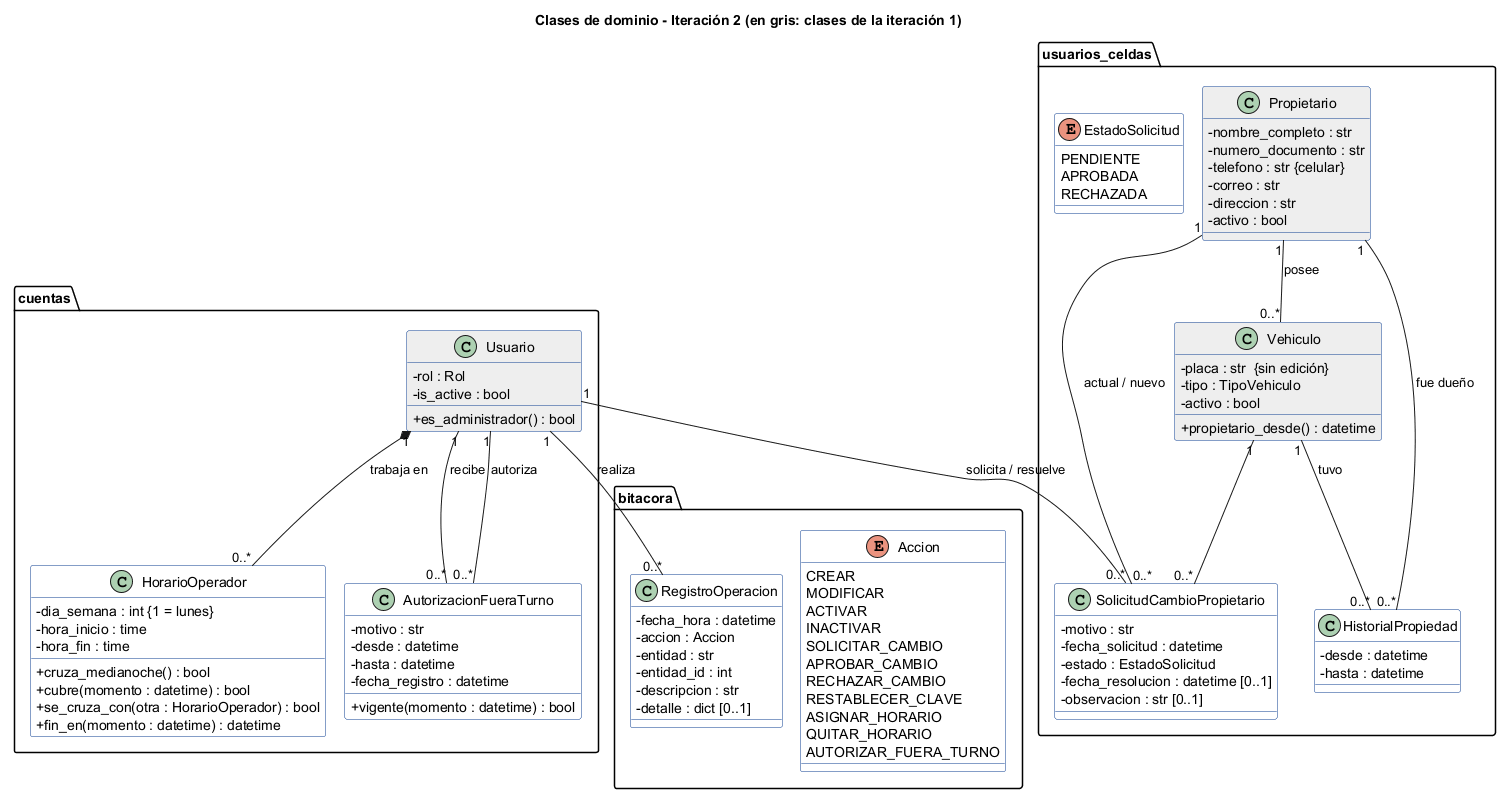 Clases de dominio - Iteración 2 (en gris: clases de la iteración 1)
usuarios_celdas
E EstadoSolicitud
PENDIENTE
APROBADA
RECHAZADA
C Propietario
-nombre_completo : str
-numero_documento : str
-telefono : str {celular}
-correo : str
-direccion : str
-activo : bool
1
1
1
posee
0..*
actual / nuevo
fue dueño
C Vehiculo
-placa : str  {sin edición}
-tipo : TipoVehiculo
-activo : bool
+propietario_desde() : datetime
1
1
tuvo
cuentas
C Usuario
-rol : Rol
-is_active : bool
+es_administrador() : bool
1
1
1
1
1
trabaja en
recibe
autoriza
realiza
solicita / resuelve
0..*
0..*
0..*
C HorarioOperador
-dia_semana : int {1 = lunes}
-hora_inicio : time
-hora_fin : time
+cruza_medianoche() : bool
+cubre(momento : datetime) : bool
+se_cruza_con(otra : HorarioOperador) : bool
+fin_en(momento : datetime) : datetime
C AutorizacionFueraTurno
-motivo : str
-desde : datetime
-hasta : datetime
-fecha_registro : datetime
+vigente(momento : datetime) : bool
bitacora
0..*
C RegistroOperacion
-fecha_hora : datetime
-accion : Accion
-entidad : str
-entidad_id : int
-descripcion : str
-detalle : dict [0..1]
E Accion
CREAR
MODIFICAR
ACTIVAR
INACTIVAR
SOLICITAR_CAMBIO
APROBAR_CAMBIO
RECHAZAR_CAMBIO
RESTABLECER_CLAVE
ASIGNAR_HORARIO
QUITAR_HORARIO
AUTORIZAR_FUERA_TURNO
0..*
0..*
0..*
C SolicitudCambioPropietario
-motivo : str
-fecha_solicitud : datetime
-estado : EstadoSolicitud
-fecha_resolucion : datetime [0..1]
-observacion : str [0..1]
0..*
0..*
C HistorialPropiedad
-desde : datetime
-hasta : datetime